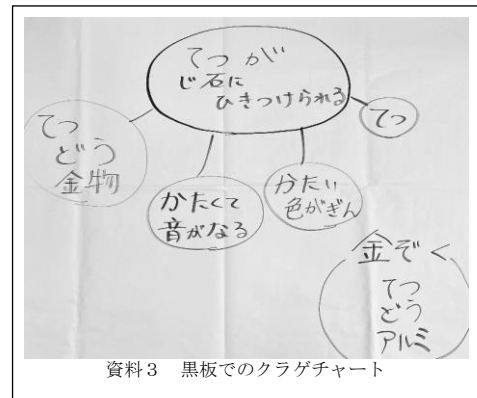 てつが
じ石に
ひきつけられる
てつ
てつ
どう
金物
かたくて
音がなる
かたい
色がぎん
金ぞく
てつ
どう
アルミ
資料3 黒板でのクラゲチャート